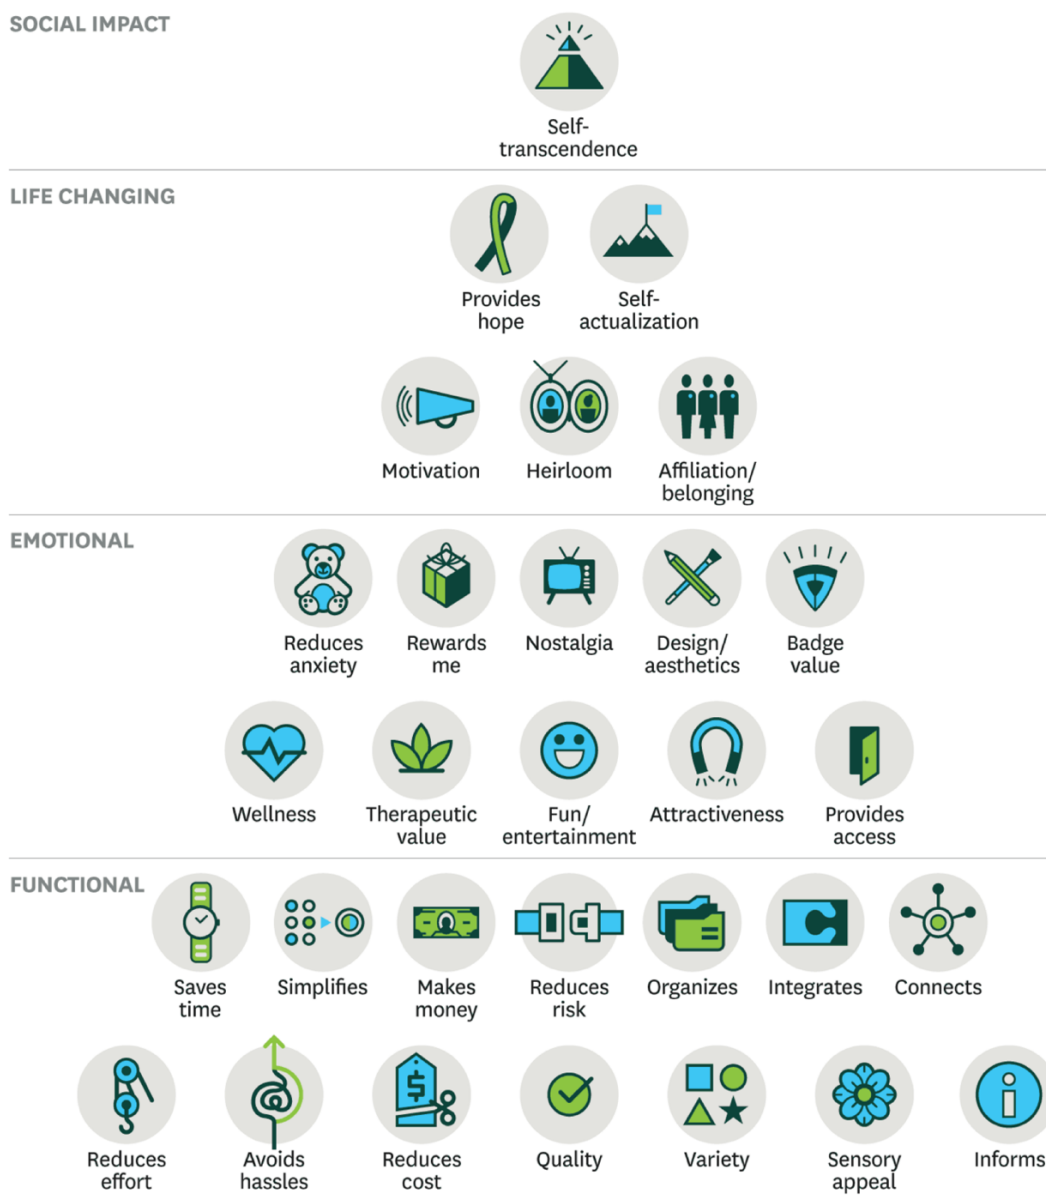 SOCIAL IMPACT
Self-
transcendence
LIFE CHANGING
Provides
hope
Self-
actualization
Motivation
Heirloom
Affiliation/
belonging
EMOTIONAL
Reduces
anxiety
Rewards
me
Nostalgia
Design/
aesthetics
Badge
value
Wellness
Therapeutic
value
Fun/
entertainment
Attractiveness
Provides
access
FUNCTIONAL
Saves
time
Simplifies
Makes
money
Reduces
risk
Organizes
Integrates
Connects
Reduces
effort
Avoids
hassles
$
Reduces
cost
Quality
Variety
Sensory
appeal
i
Informs